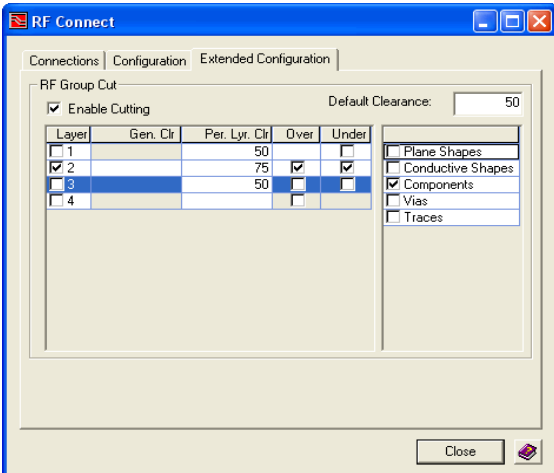 RF Connect
Connections Configuration Extended Configuration
RF Group Cut
Enable Cutting Default Clearance: 50
Layer Gen. Clr Per. Lyr. Clr Over Under
1 50 Plane Shapes
2 75 Conductive Shapes
3 50 Components
4 Vias
Traces
Close